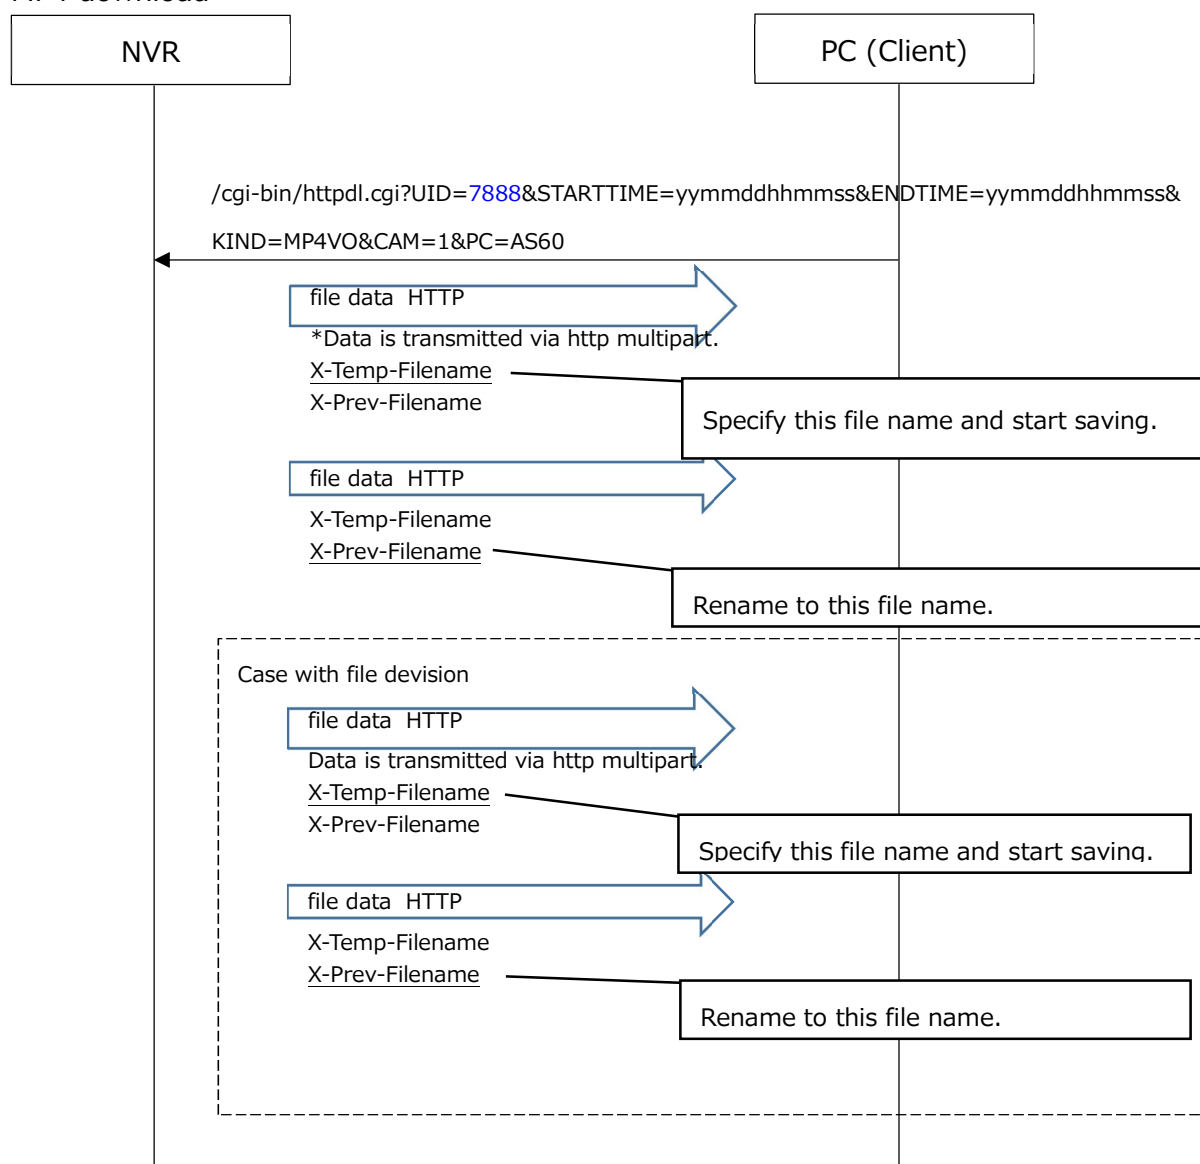 NVR
PC (Client)
/cgi-bin/httpdl.cgi?UID=7888&STARTTIME=yymmddhhmmss&ENDTIME=yymmddhhmmss&
KIND=MP4VO&CAM=1&PC=AS60
file data HTTP
*Data is transmitted via http multipart.
X-Temp-Filename
X-Prev-Filename
Specify this file name and start saving.
file data HTTP
X-Temp-Filename
X-Prev-Filename
Rename to this file name.
Case with file devision
file data HTTP
Data is transmitted via http multipart.
X-Temp-Filename
X-Prev-Filename
Specify this file name and start saving.
file data HTTP
X-Temp-Filename
X-Prev-Filename
Rename to this file name.